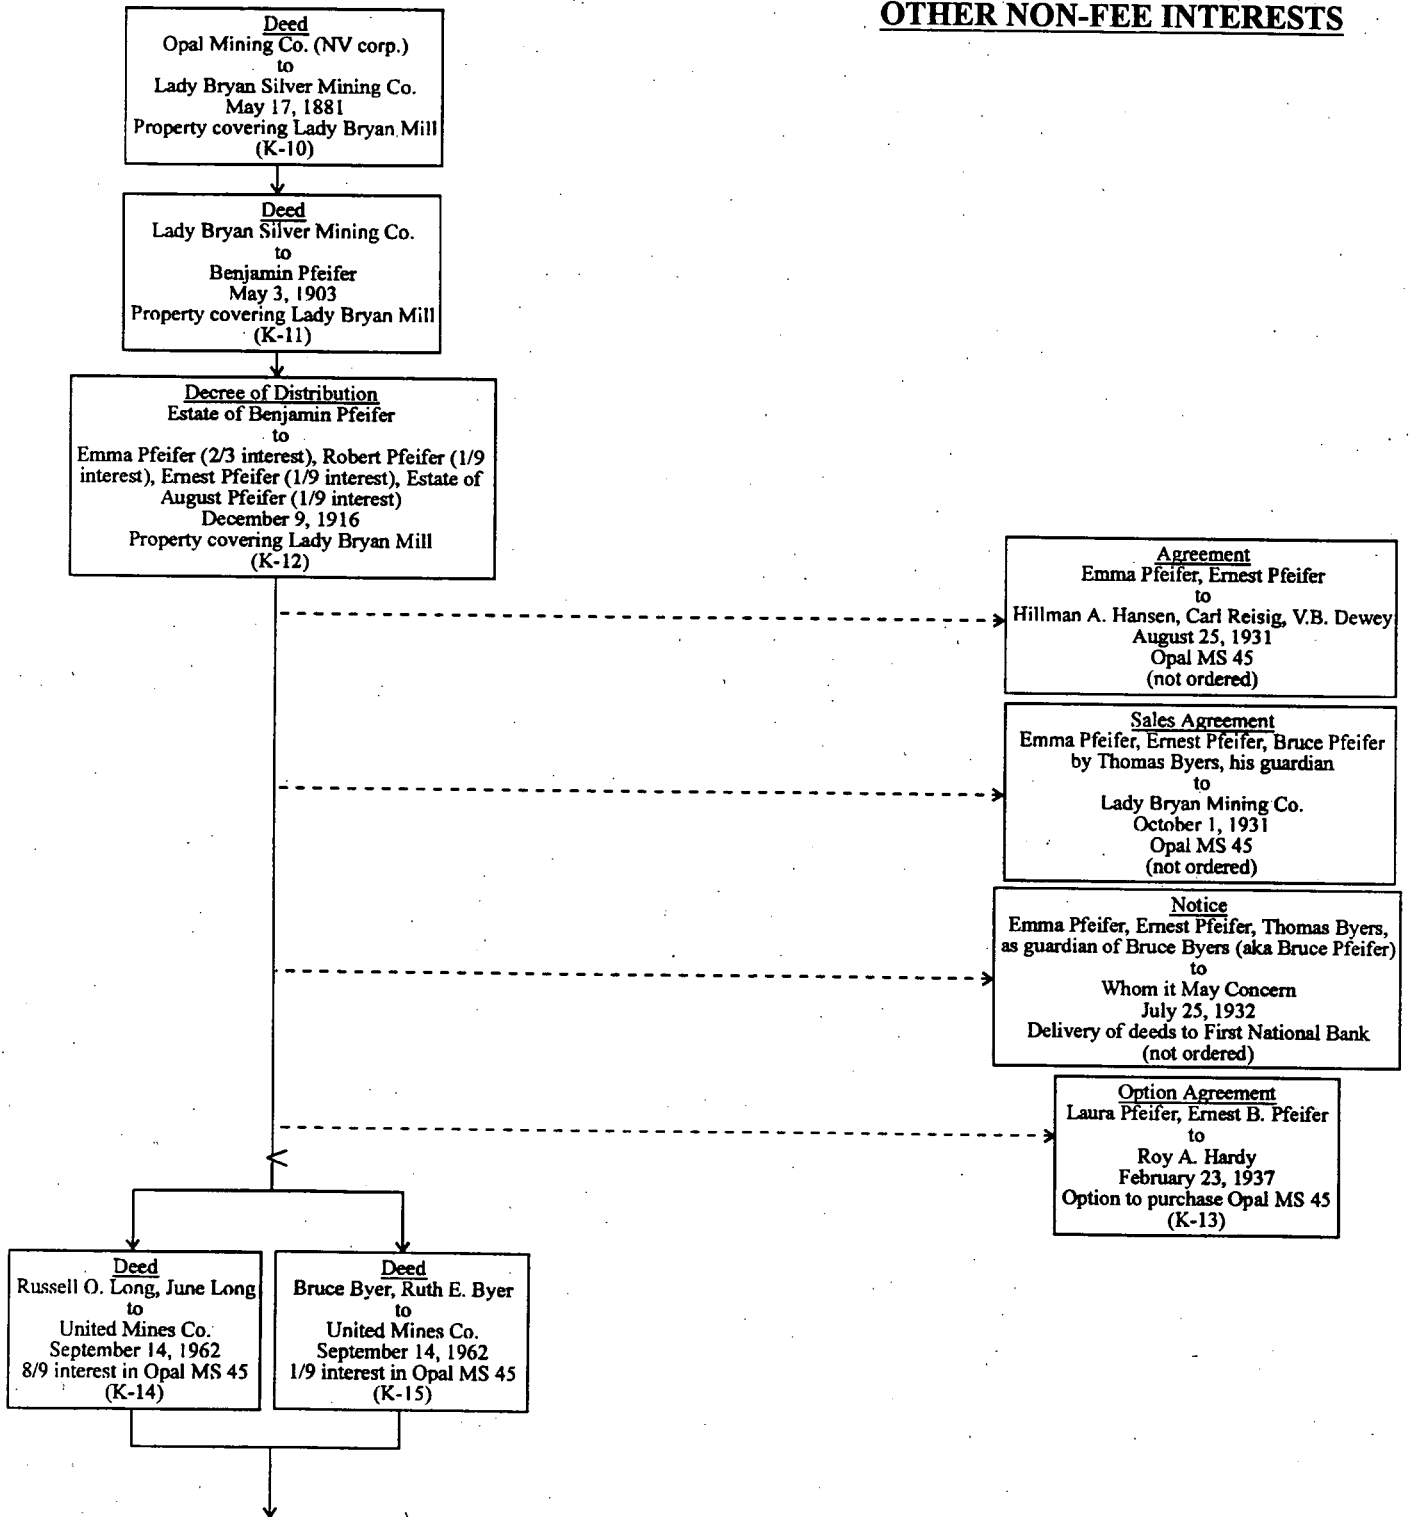 OTHER NON-FEE INTERESTS
Deed
Opal Mining Co. (NV corp.)
to
Lady Bryan Silver Mining Co.
May 17, 1881
Property covering Lady Bryan Mill
(K-10)
Deed
Lady Bryan Silver Mining Co.
to
Benjamin Pfeifer
May 3, 1903
Property covering Lady Bryan Mill
(K-11)
Decree of Distribution
Estate of Benjamin Pfeifer
to
Emma Pfeifer (2/3 interest), Robert Pfeifer (1/9
interest), Ernest Pfeifer (1/9 interest), Estate of
August Pfeifer (1/9 interest)
December 9, 1916
Property covering Lady Bryan Mill
(K-12)
Agreement
Emma Pfeifer, Ernest Pfeifer
to
Hillman A. Hansen, Carl Reisig, V.B. Dewey
August 25, 1931
Opal MS 45
(not ordered)
Sales Agreement
Emma Pfeifer, Ernest Pfeifer, Bruce Pfeifer
by Thomas Byers, his guardian
to
Lady Bryan Mining Co.
October 1, 1931
Opal MS 45
(not ordered)
Notice
Emma Pfeifer, Ernest Pfeifer, Thomas Byers,
as guardian of Bruce Byers (aka Bruce Pfeifer)
to
Whom it May Concern
July 25, 1932
Delivery of deeds to First National Bank
(not ordered)
Option Agreement
Laura Pfeifer, Ernest B. Pfeifer
to
Roy A. Hardy
February 23, 1937
Option to purchase Opal MS 45
(K-13)
Deed
Russell O. Long, June Long
to
United Mines Co.
September 14, 1962
8/9 interest in Opal MS 45
(K-14)
Deed
Bruce Byer, Ruth E. Byer
to
United Mines Co.
September 14, 1962
1/9 interest in Opal MS 45
(K-15)